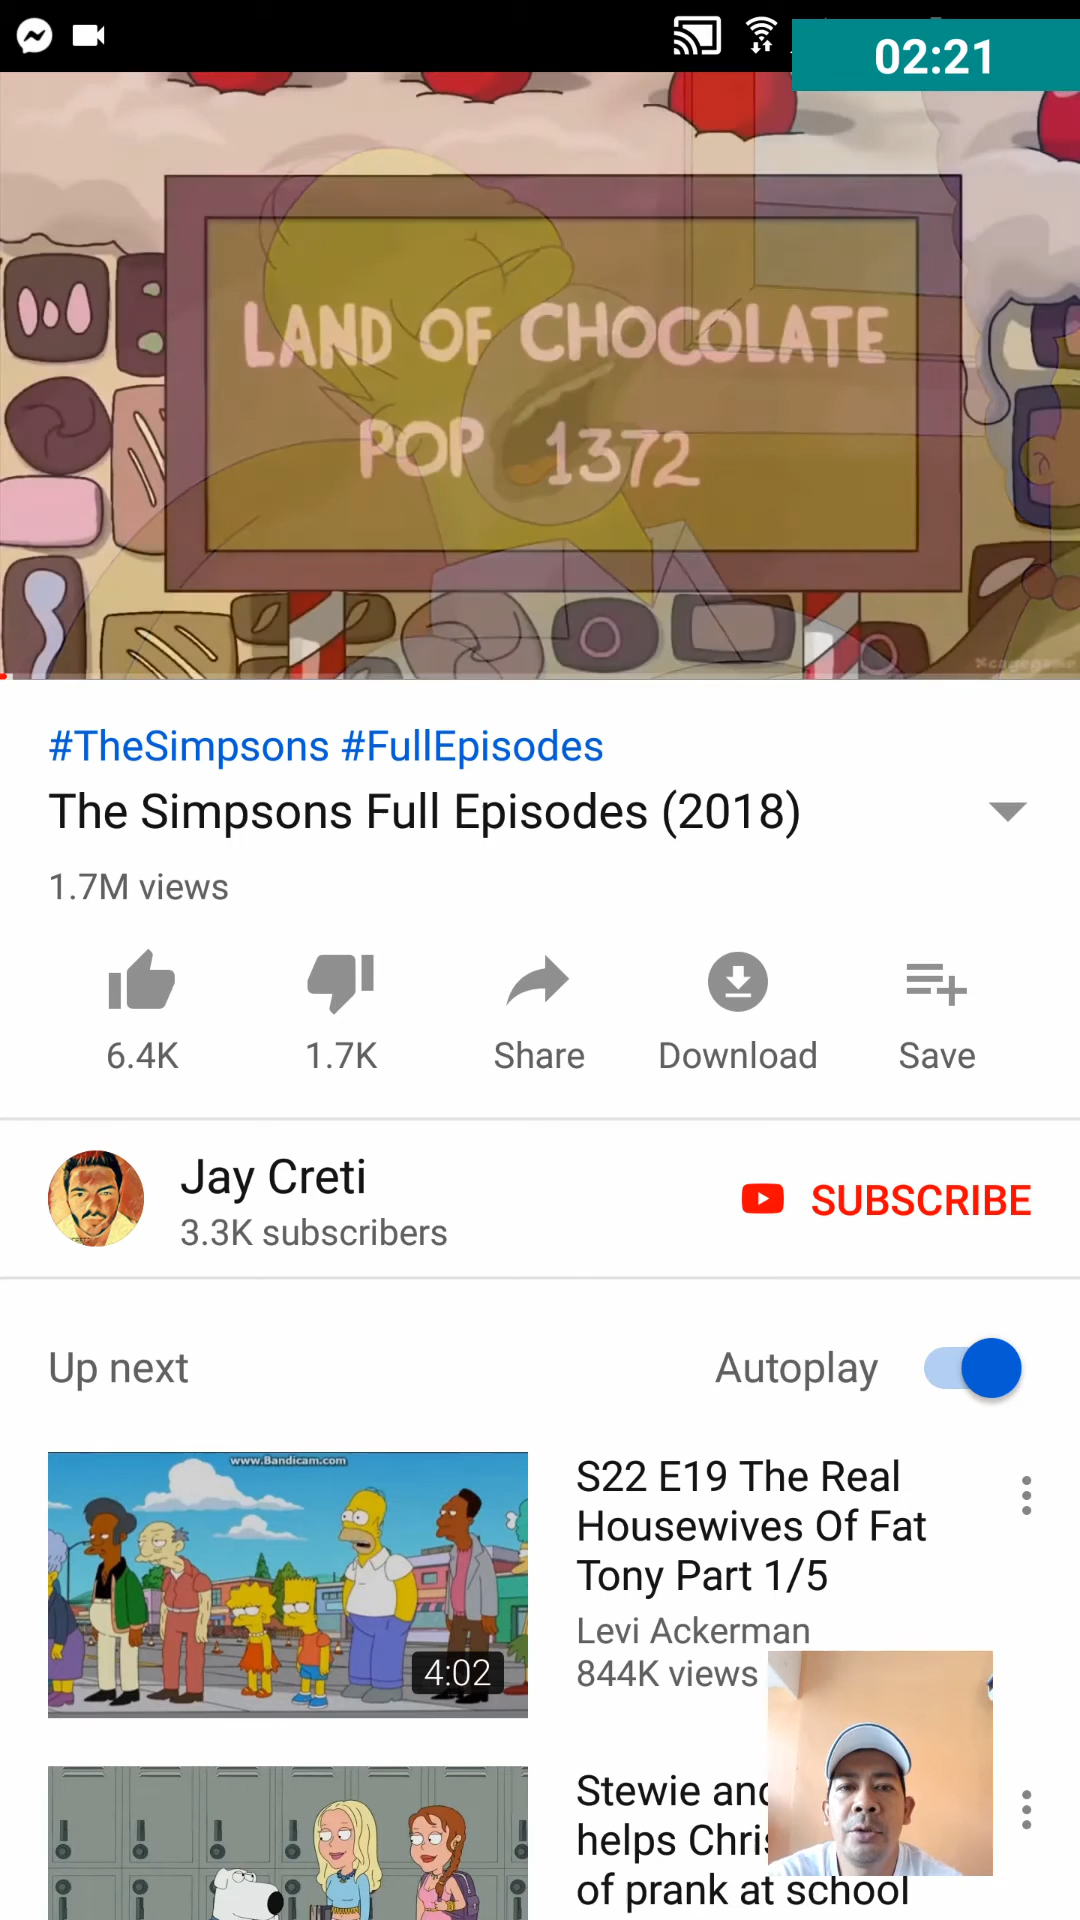 02:21
LAND OF CHOCOLATE
POP 1372
#TheSimpsons #FullEpisodes
The Simpsons Full Episodes (2018)
1.7M views
6.4K
1.7K
Share
Download
Save
Jay Creti
3.3K subscribers
SUBSCRIBE
Up next
Autoplay
www.Bandicam.com
4:02
S22 E19 The Real
Housewives Of Fat
Tony Part 1/5
Levi Ackerman
844K views
Stewie and
helps Chris
of prank at school